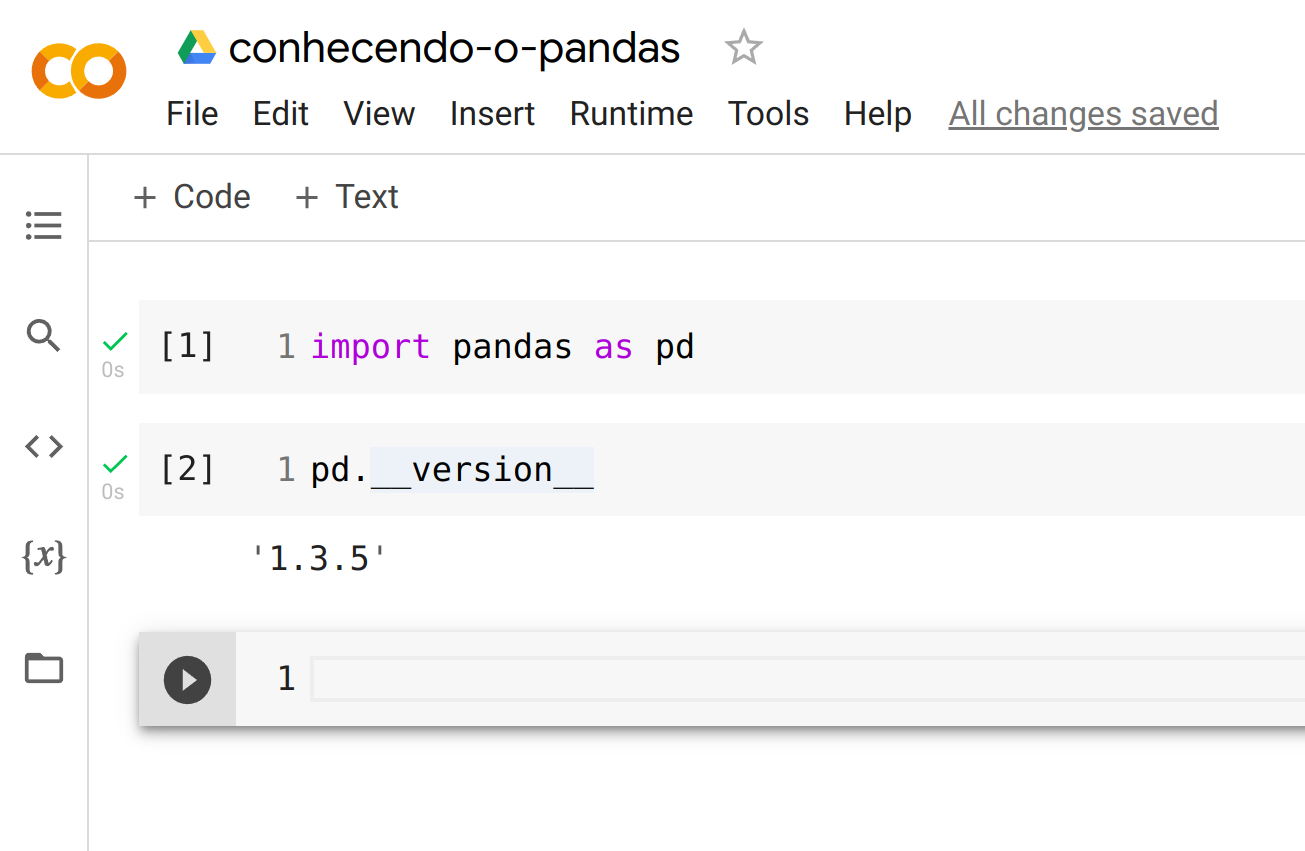 conhecendo-o-pandas
File Edit View Insert Runtime Tools Help All changes saved
+ Code + Text
[1] 1 import pandas as pd
0s
[2] 1 pd.__version__
0s
'1.3.5'
{x}
1